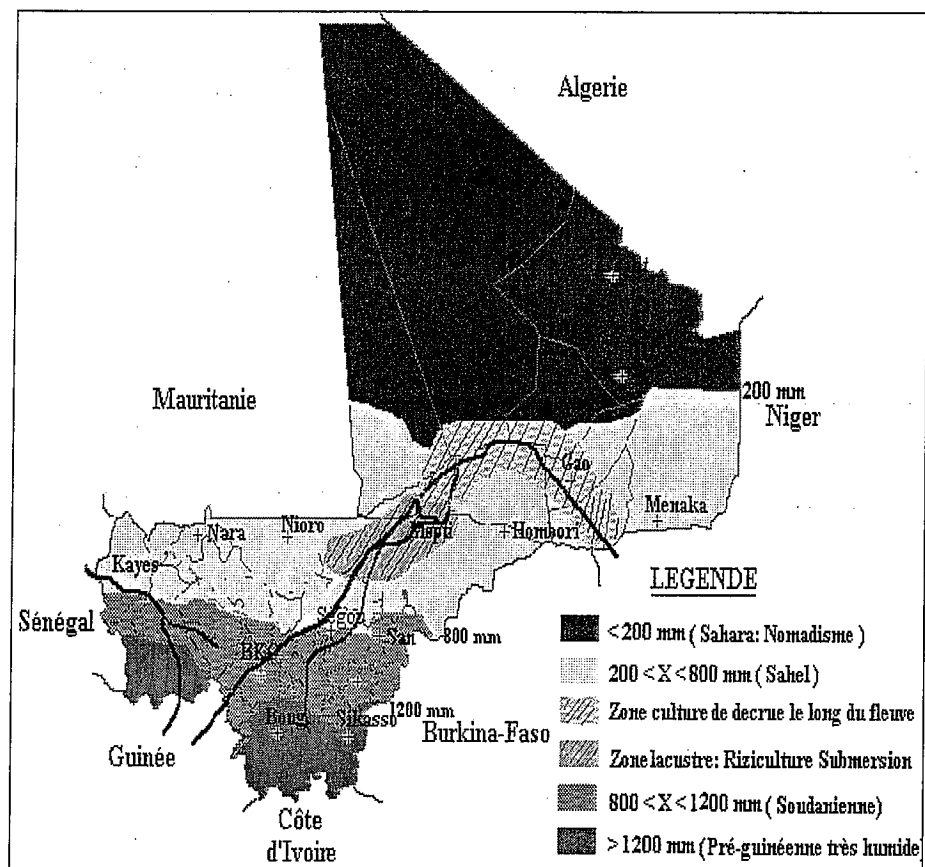 Algerie
Mauritanie
200 mm
Niger
Gao
Menaka
Nara
Nioro
Hombori
Kayes
LEGENDE
Sénégal
Ségou
San
800 mm
<200 mm ( Sahara: Nomadisme )
200 <X <800 mm ( Sahel)
1200 mm
Sikasso
Boug
Burkina-Faso
Zone culture de decrue le long du fleuve
Guinée
Zone lacustre: Riziculture Submersion
800 <X<1200 mm (Soudanienne)
Côte
d'Ivoire
>1200 mm (Pré-guinéenne très humide)